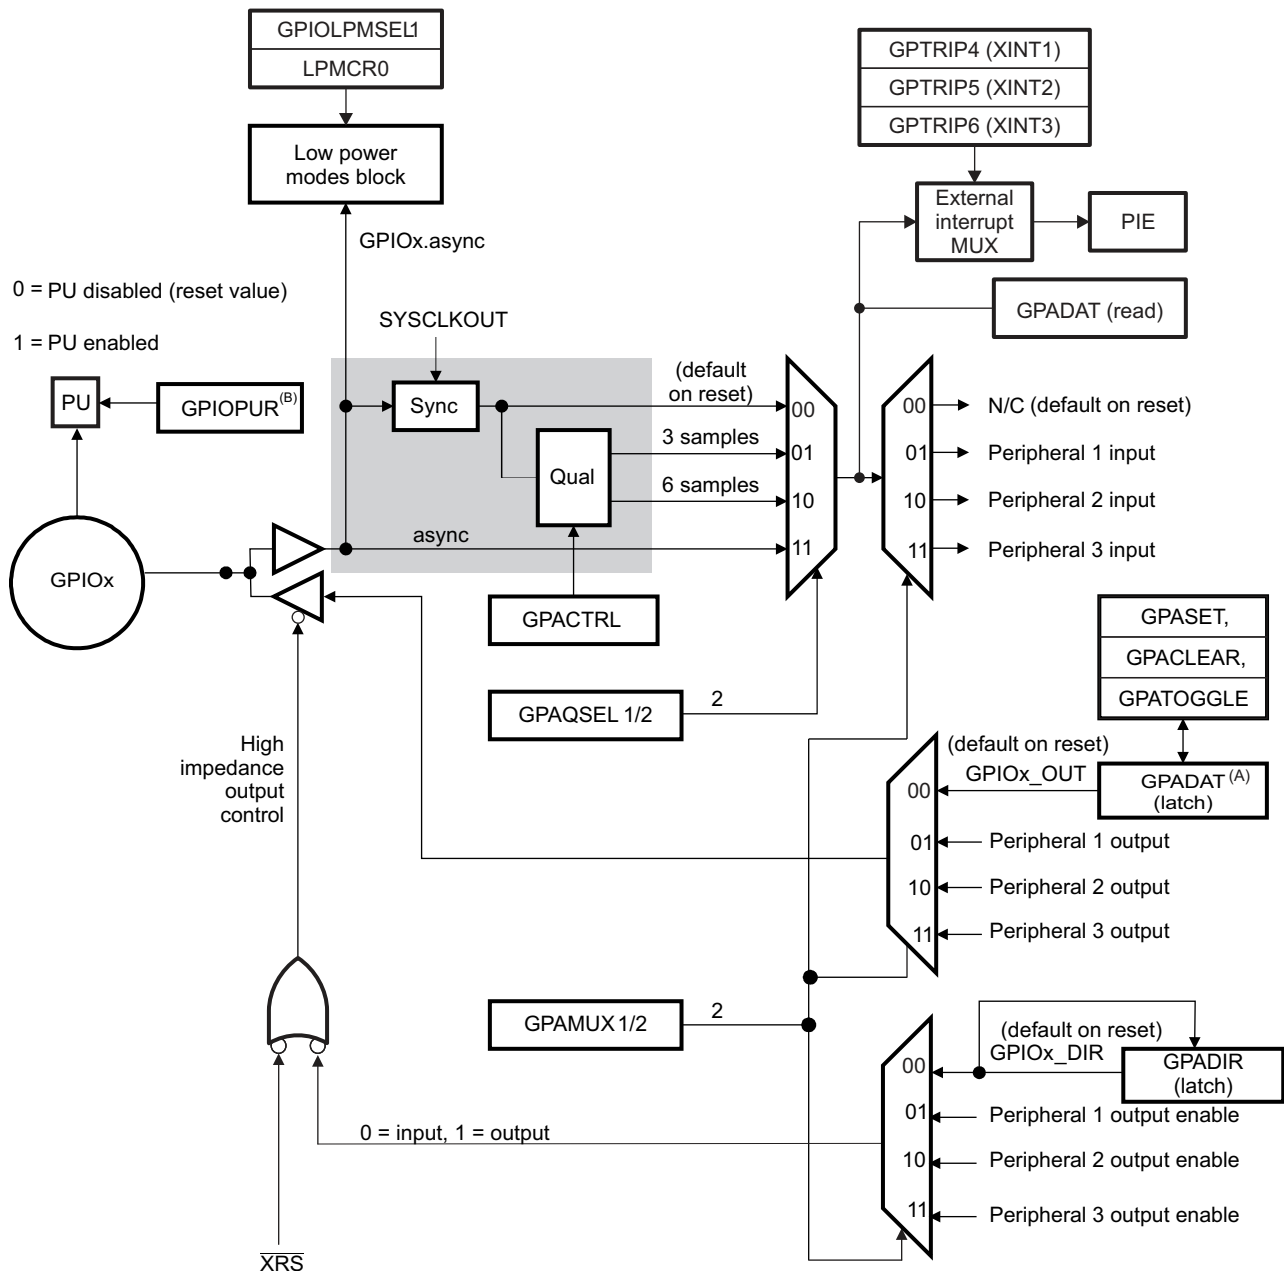 GPIOLPMSEL1
LPMCR0
Low power
modes block
GPIOx.async
GPTRIP4 (XINT1)
GPTRIP5 (XINT2)
GPTRIP6 (XINT3)
External
interrupt
MUX
PIE
GPADAT (read)
0 = PU disabled (reset value)
1 = PU enabled
PU
GPIOPUR(B)
SYSCLKOUT
Sync
Qual
(default
on reset)
3 samples
6 samples
async
00
01
10
11
00
01
10
11
N/C (default on reset)
Peripheral 1 input
Peripheral 2 input
Peripheral 3 input
GPIOx
GPACTRL
GPAQSEL 1/2
2
GPASET,
GPACLEAR,
GPATOGGLE
GPADAT(A)
(latch)
(default on reset)
GPIOx_OUT
00
01
10
11
Peripheral 1 output
Peripheral 2 output
Peripheral 3 output
High
impedance
output
control
GPAMUX 1/2
2
(default on reset)
GPIOx_DIR
GPADIR
(latch)
00
01
10
11
Peripheral 1 output enable
Peripheral 2 output enable
Peripheral 3 output enable
0 = input, 1 = output
XRS